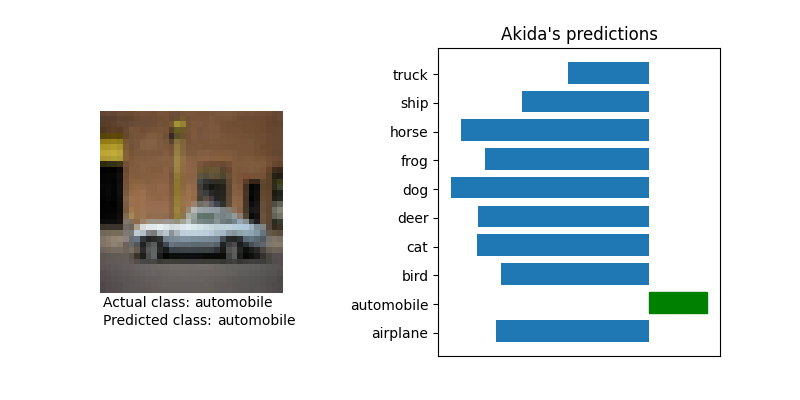 Akida's predictions
truck
ship
horse
frog
dog
deer
cat
bird
automobile
airplane
Actual class: automobile
Predicted class: automobile